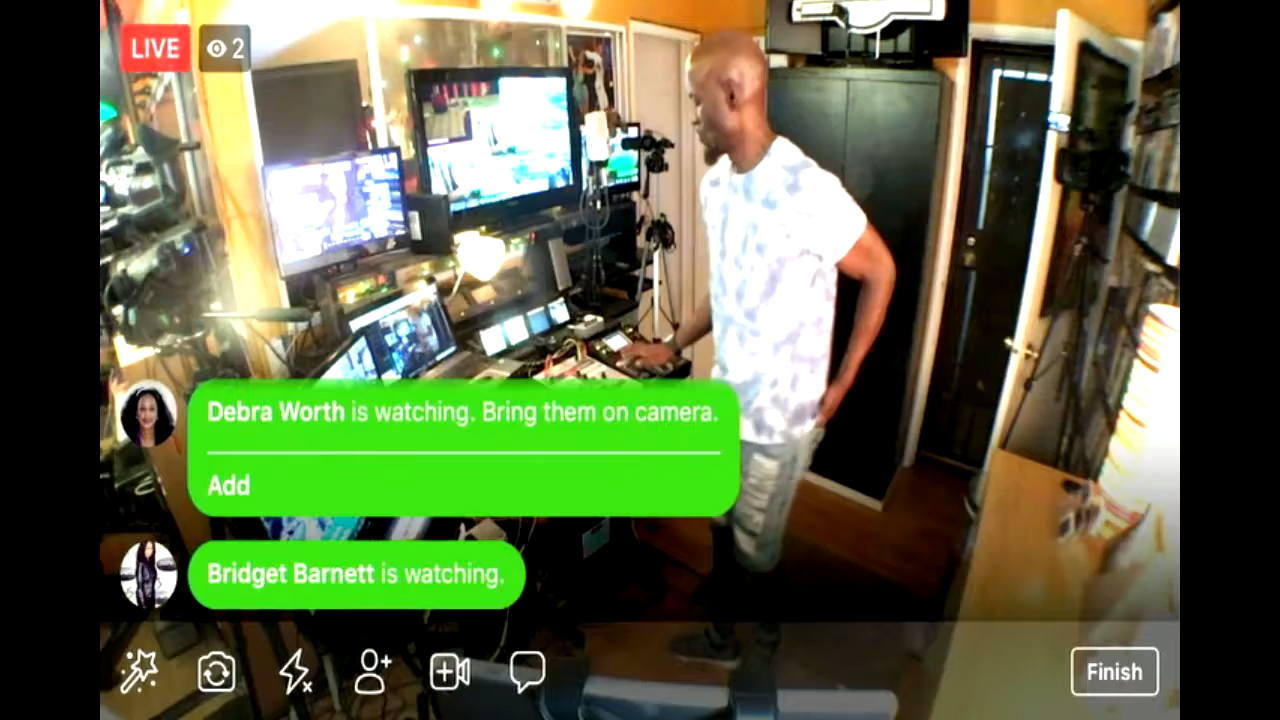 LIVE 2
Debra Worth is watching. Bring them on camera.
Add
Bridget Barnett is watching.
Finish